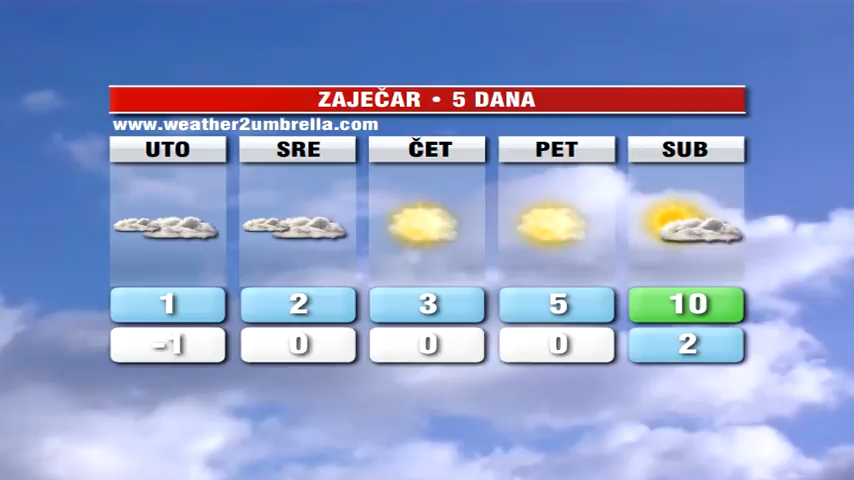 ZAJEČAR • 5 DANA
www.weather2umbrella.com
UTO SRE ČET PET SUB
1 2 3 5 10
-1 0 0 0 2